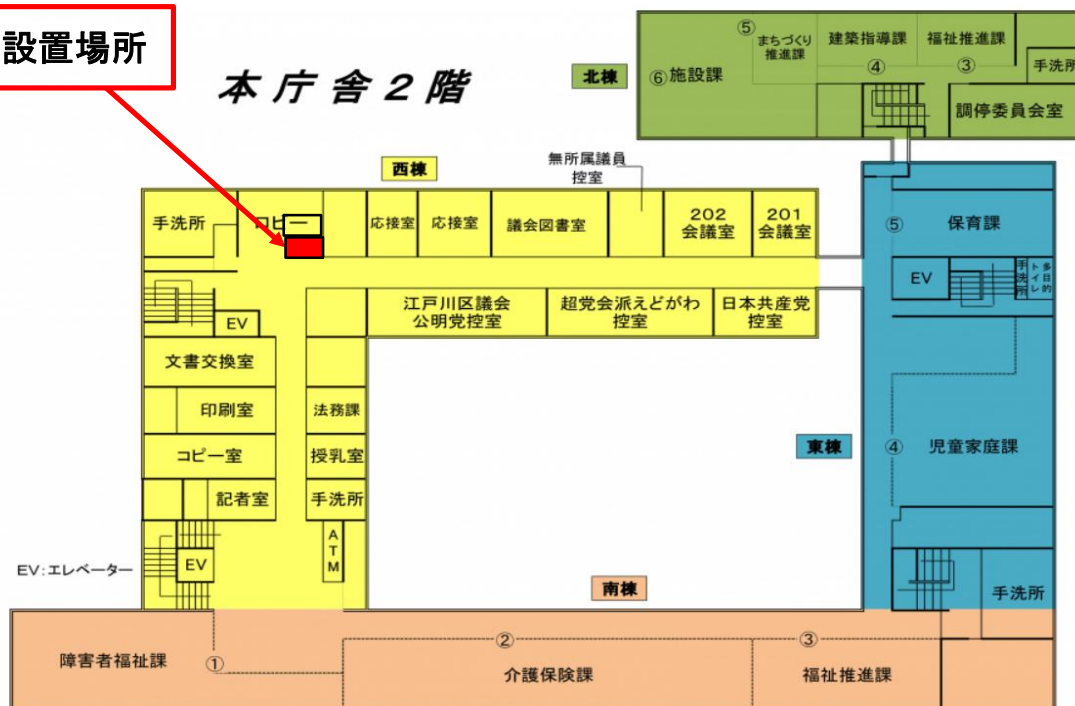 設置場所
本庁舎2階
北棟
⑤
まちづくり
推進課
建築指導課
④
福祉推進課
③
手洗所
⑥施設課
調停委員会室
西棟
無所属議員
控室
手洗所
コピー
応接室
応接室
議会図書室
202
会議室
201
会議室
⑤
保育課
EV
手洗所
多目的
トイレ
EV
江戸川区議会
公明党控室
超党会派えどがわ
控室
日本共産党
控室
文書交換室
印刷室
法務課
コピー室
授乳室
記者室
手洗所
東棟
④
児童家庭課
ATM
EV:エレベーター
EV
南棟
手洗所
障害者福祉課
①
②
介護保険課
③
福祉推進課